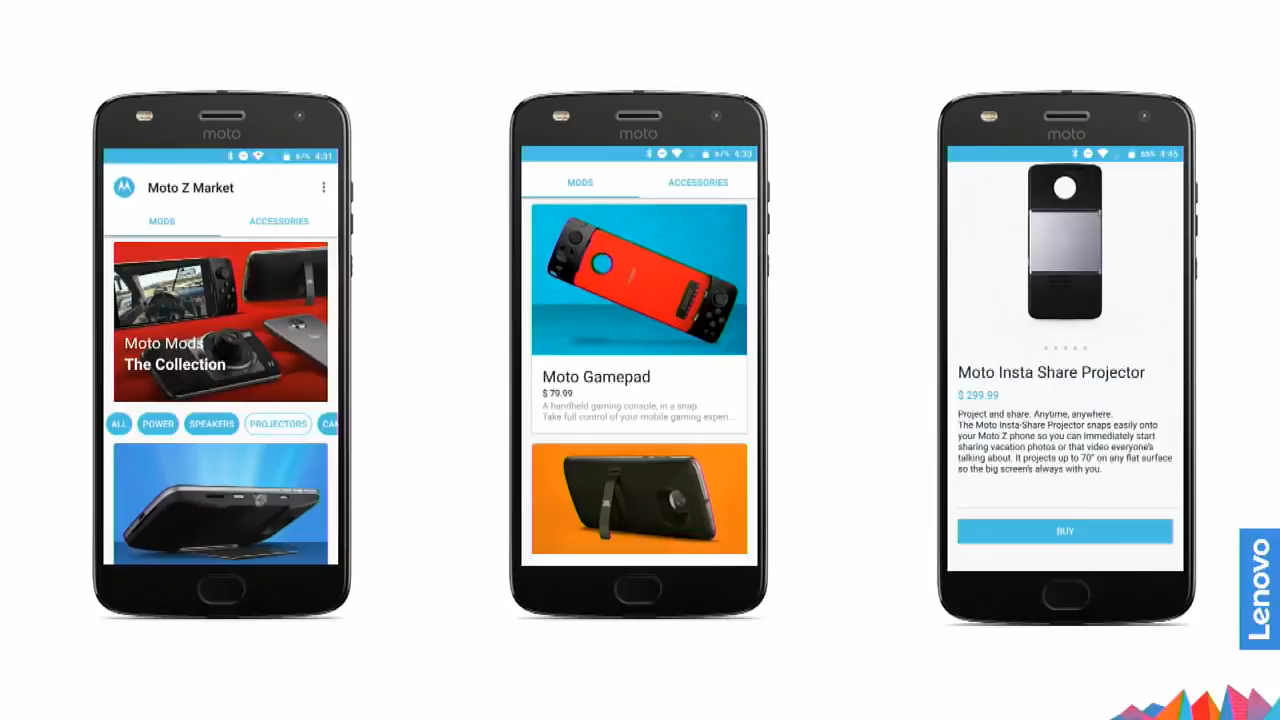 moto
67% 4:31
Moto Z Market
MODS
ACCESSORIES
Moto Mods
The Collection
ALL
POWER
SPEAKERS
PROJECTORS
CAM
moto
67% 4:33
MODS
ACCESSORIES
Moto Gamepad
$ 79.99
A handheld gaming console, in a snap
Take full control of your mobile gaming experi...
moto
65% 4:45
Moto Insta Share Projector
$ 299.99
Project and share. Anytime, anywhere.
The Moto Insta-Share Projector snaps easily onto
your Moto Z phone so you can immediately start
sharing vacation photos or that video everyone's
talking about. It projects up to 70" on any flat surface
so the big screen's always with you.
BUY
Lenovo